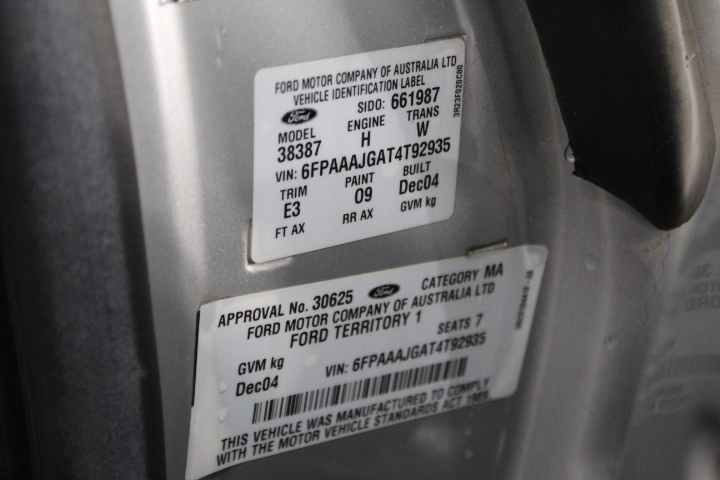 FORD MOTOR COMPANY OF AUSTRALIA LTD
VEHICLE IDENTIFICATION LABEL
Ford SIDO: 661987
MODEL ENGINE TRANS
38387 H W
VIN: 6FPAAAJGAT4T92935
TRIM PAINT BUILT
E3 09 Dec04
FT AX RR AX GVM kg
APPROVAL No. 30625 Ford CATEGORY MA
FORD MOTOR COMPANY OF AUSTRALIA LTD
FORD TERRITORY 1
GVM kg SEATS 7
Dec04 VIN: 6FPAAAJGAT4T92935
THIS VEHICLE WAS MANUFACTURED TO COMPLY
WITH THE MOTOR VEHICLE STANDARDS ACT 1989